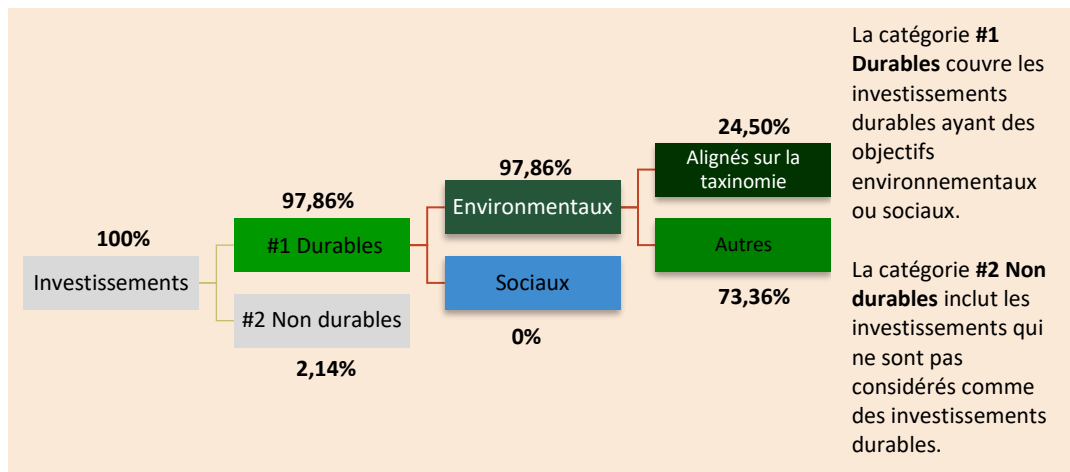 100%
Investissements
97,86%
#1 Durables
#2 Non durables
2,14%
97,86%
Environmentaux
Sociaux
0%
24,50%
Alignés sur la
taxinomie
Autres
73,36%
La catégorie #1
Durables couvre les
investissements
durables ayant des
objectifs
environnementaux
ou sociaux.
La catégorie #2 Non
durables inclut les
investissements qui
ne sont pas
considérés comme
des investissements
durables.